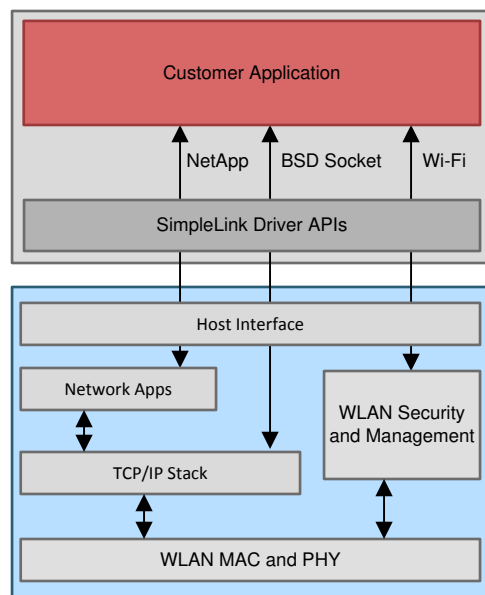 Customer Application
NetApp
BSD Socket
Wi-Fi
SimpleLink Driver APIs
Host Interface
Network Apps
WLAN Security
and Management
TCP/IP Stack
WLAN MAC and PHY